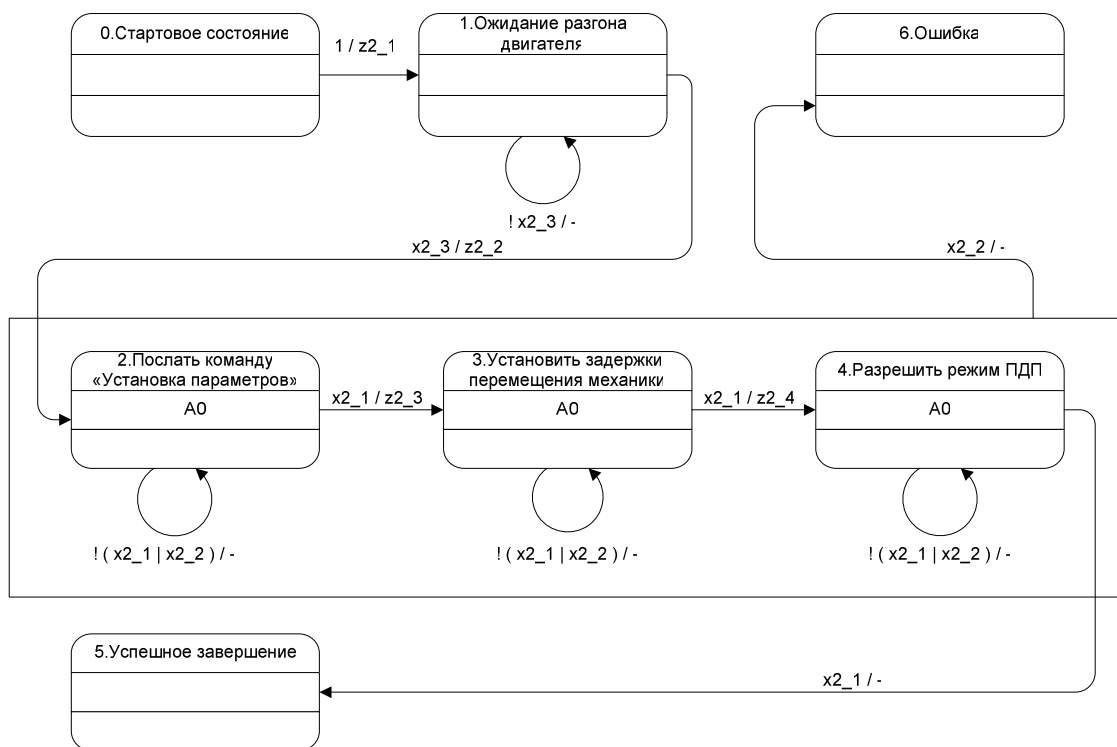 0.Стартовое состояние
1 / z2_1
1.Ожидание разгона
двигателя
6.Ошибка
! x2_3 / -
x2_3 / z2_2
x2_2 / -
2.Послать команду
«Установка параметров»
A0
x2_1 / z2_3
3.Установить задержки
перемещения механики
A0
x2_1 / z2_4
4.Разрешить режим ПДП
A0
! ( x2_1 | x2_2 ) / -
! ( x2_1 | x2_2 ) / -
! ( x2_1 | x2_2 ) / -
5.Успешное завершение
x2_1 / -